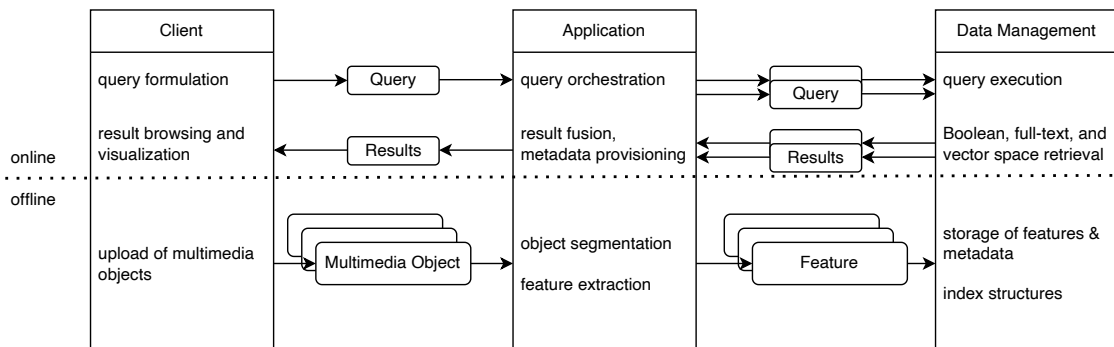 Client
Application
Data Management
query formulation
Query
query orchestration
Query
query execution
result browsing and
visualization
Results
result fusion,
metadata provisioning
Results
Boolean, full-text, and
vector space retrieval
online
offline
upload of multimedia
objects
Multimedia Object
object segmentation
feature extraction
Feature
storage of features &
metadata
index structures